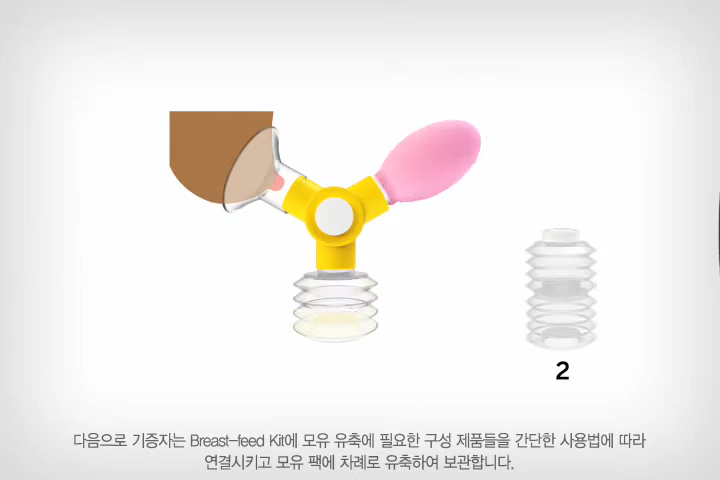 2
다음으로 기증자는 Breast-feed Kit에 모유 유축에 필요한 구성 제품들을 간단한 사용법에 따라
연결시키고 모유 팩에 차례로 유축하여 보관합니다.